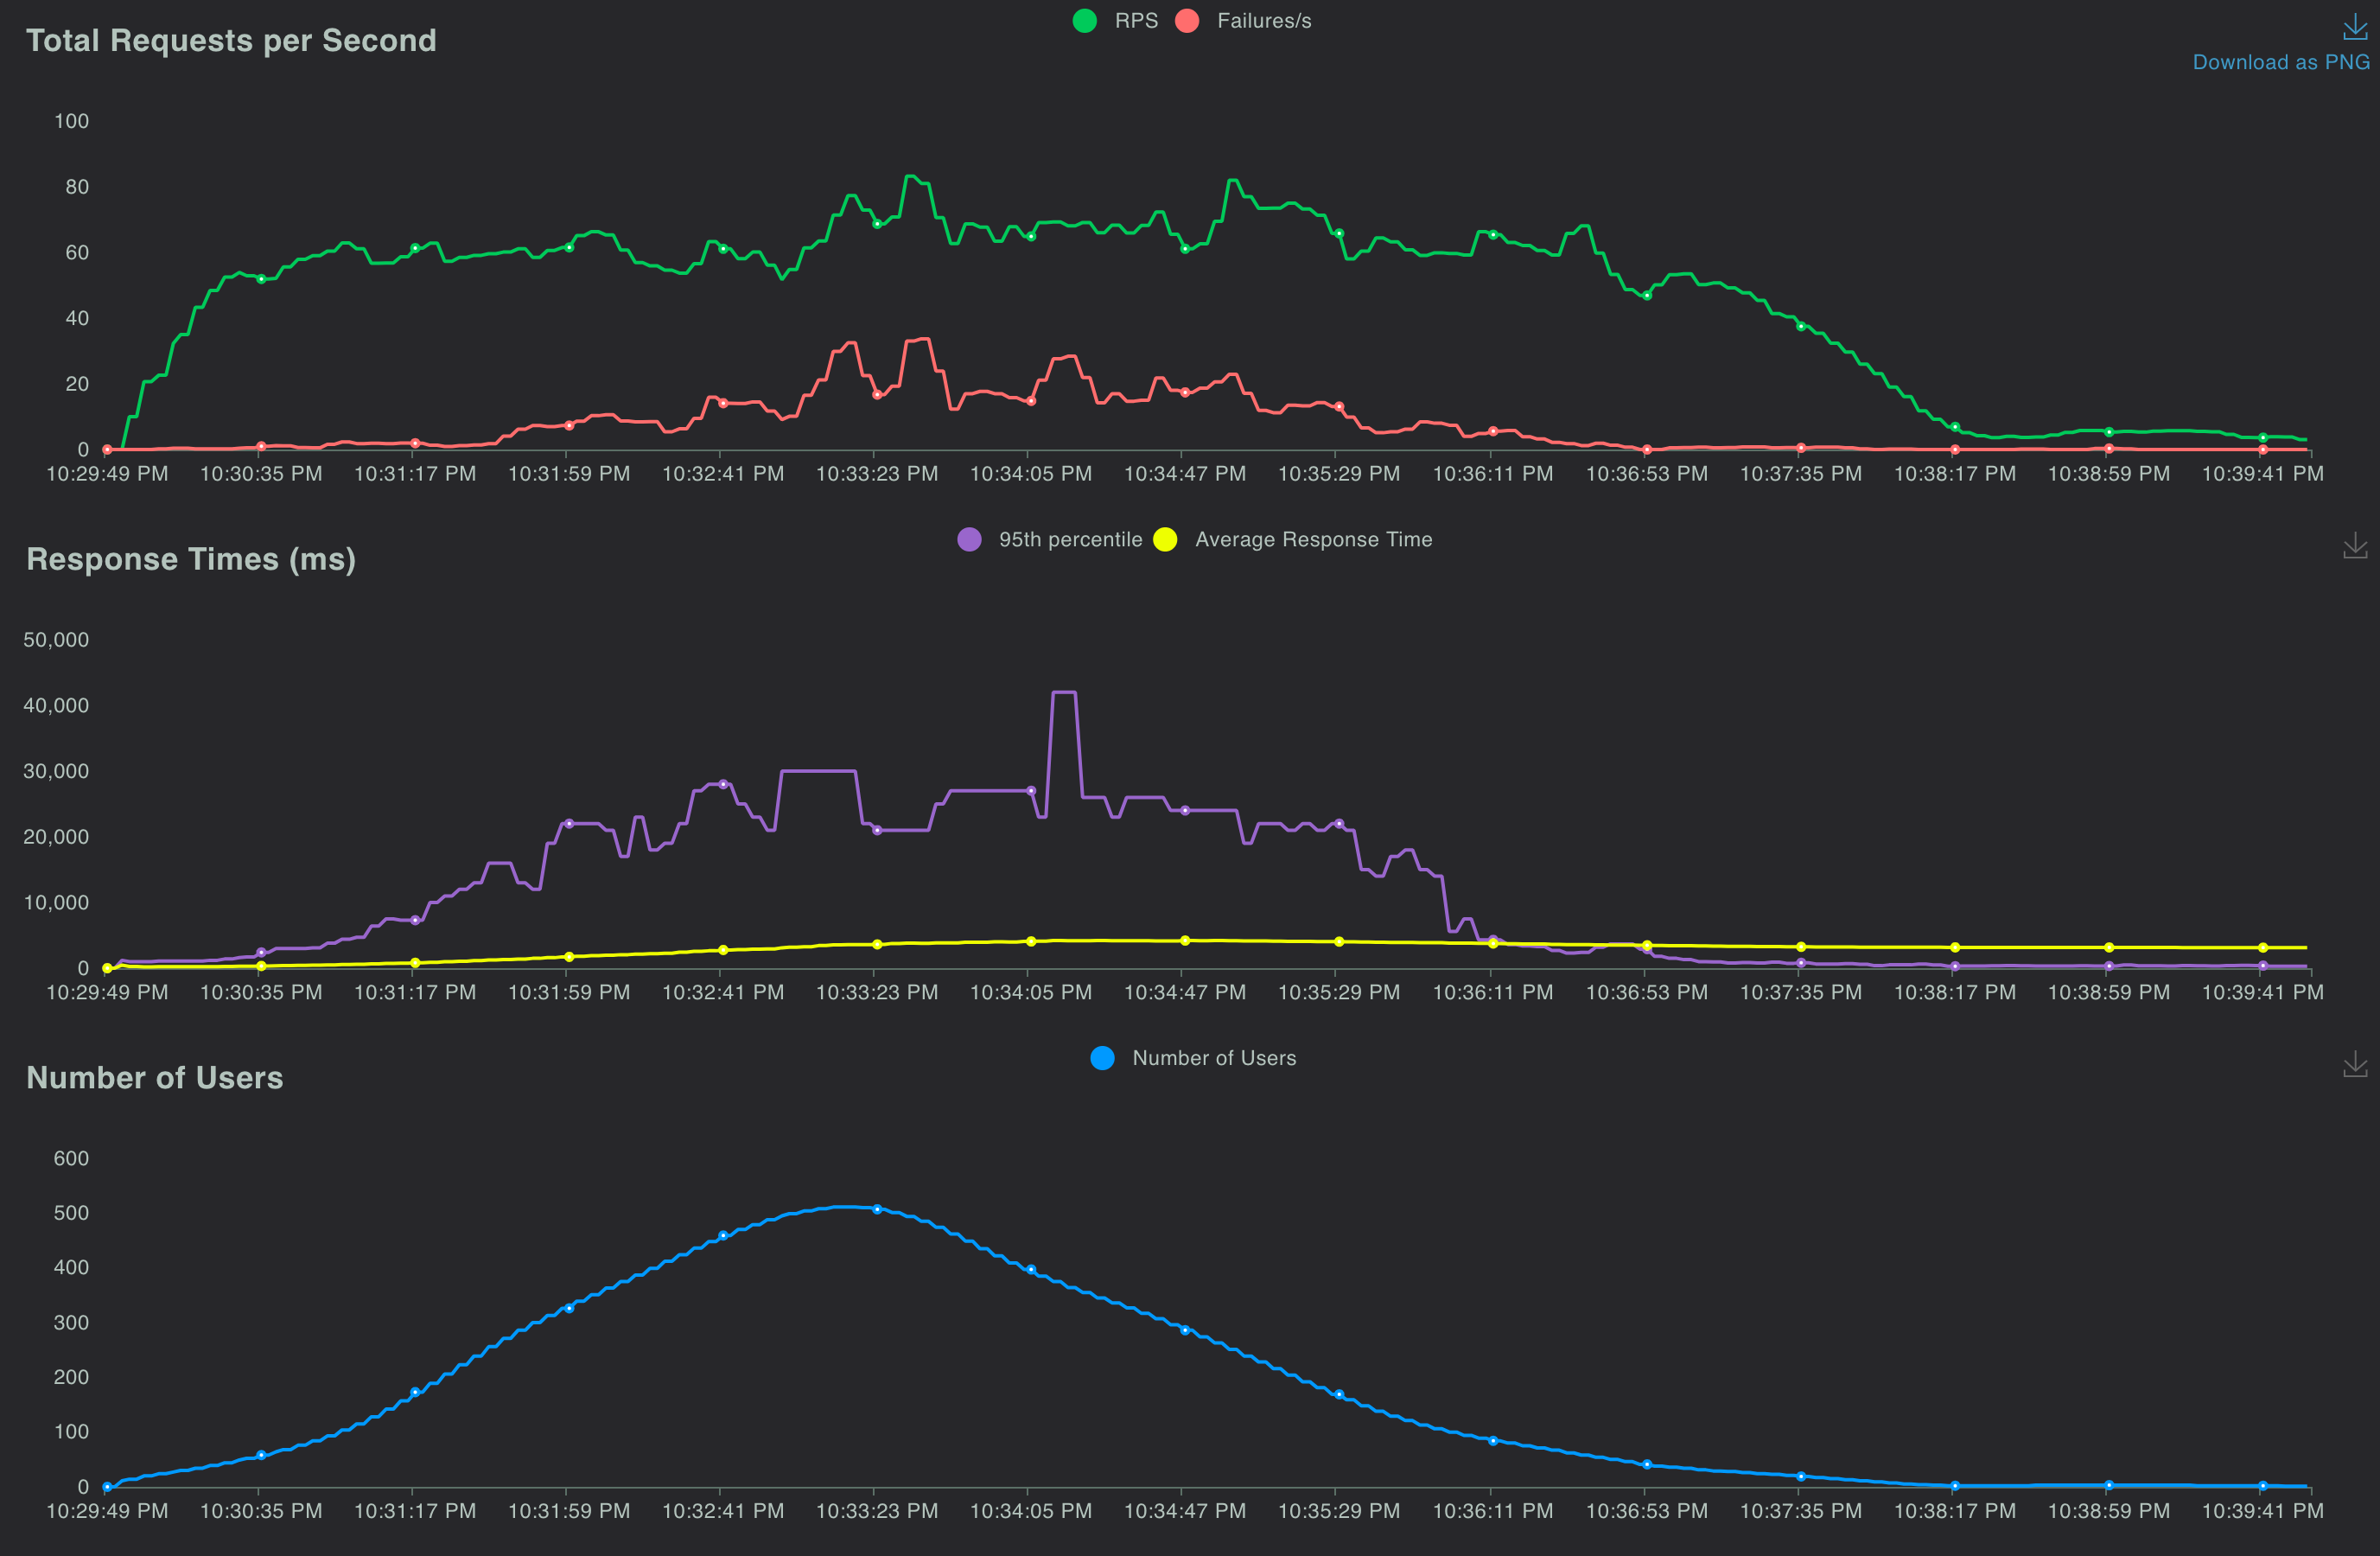 Total Requests per Second
RPS Failures/s
Download as PNG
100
80
60
40
20
0
10:29:49 PM 10:30:35 PM 10:31:17 PM 10:31:59 PM 10:32:41 PM 10:33:23 PM 10:34:05 PM 10:34:47 PM 10:35:29 PM 10:36:11 PM 10:36:53 PM 10:37:35 PM 10:38:17 PM 10:38:59 PM 10:39:41 PM
Response Times (ms)
95th percentile Average Response Time
50,000
40,000
30,000
20,000
10,000
0
10:29:49 PM 10:30:35 PM 10:31:17 PM 10:31:59 PM 10:32:41 PM 10:33:23 PM 10:34:05 PM 10:34:47 PM 10:35:29 PM 10:36:11 PM 10:36:53 PM 10:37:35 PM 10:38:17 PM 10:38:59 PM 10:39:41 PM
Number of Users
Number of Users
600
500
400
300
200
100
0
10:29:49 PM 10:30:35 PM 10:31:17 PM 10:31:59 PM 10:32:41 PM 10:33:23 PM 10:34:05 PM 10:34:47 PM 10:35:29 PM 10:36:11 PM 10:36:53 PM 10:37:35 PM 10:38:17 PM 10:38:59 PM 10:39:41 PM